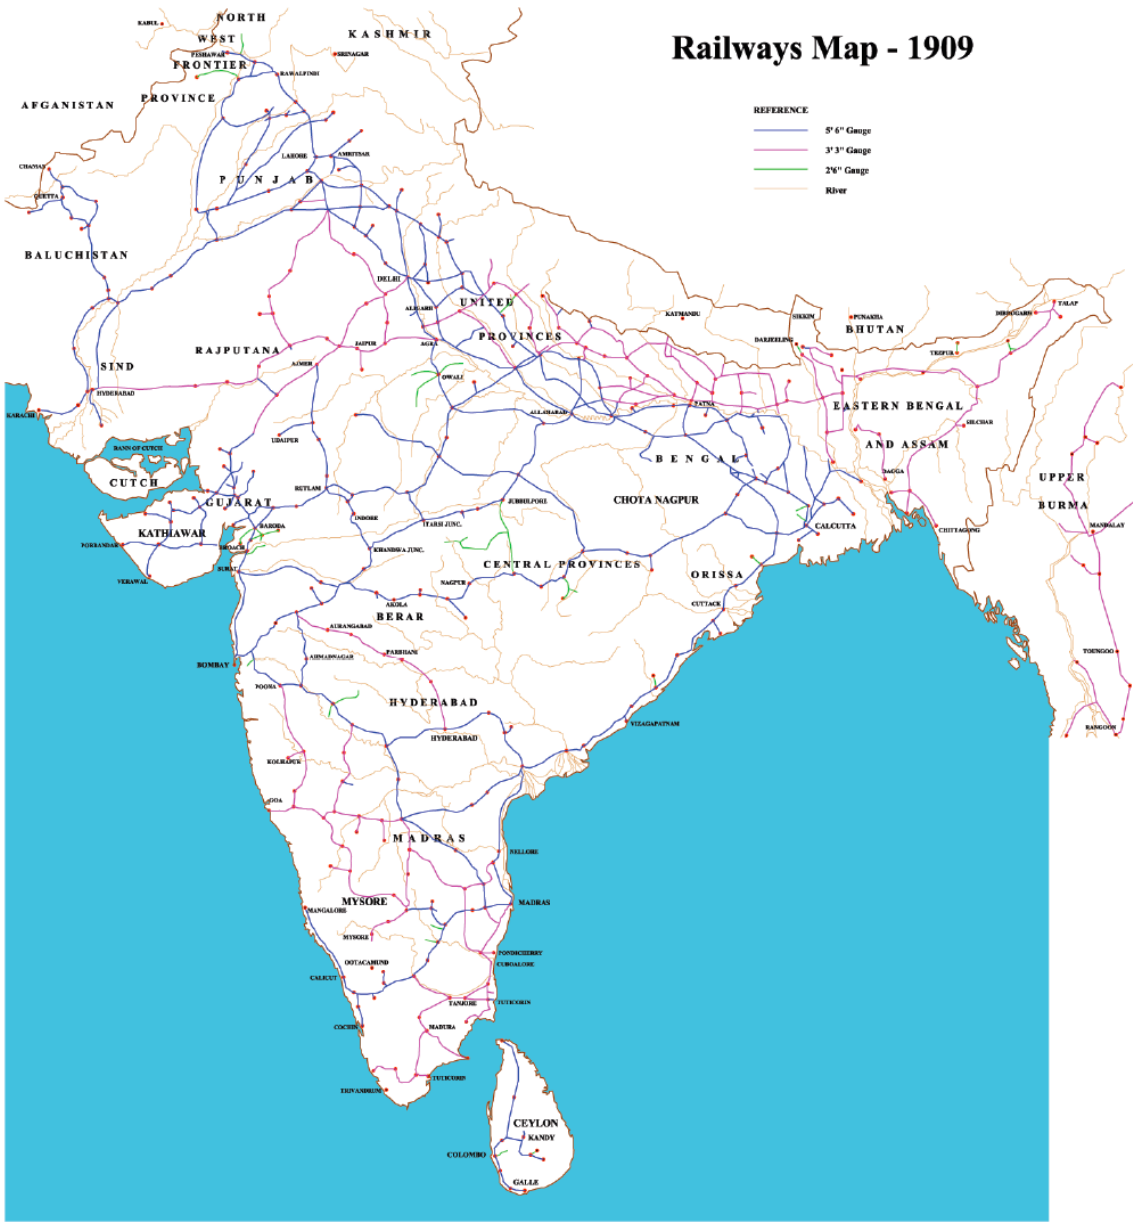 Railways Map - 1909
REFERENCE
5' 6" Gauge
3' 3" Gauge
2'6" Gauge
River
KABUL
NORTH
WEST
FRONTIER
PROVINCE
KASHMIR
PESHAWAR
SRINAGAR
RAWALPINDI
AFGANISTAN
CHAMAN
QUETTA
LAHORE
AMRITSAR
PUNJAB
BALUCHISTAN
DELHI
ALIGARH
UNITED
PROVINCES
KATMANDU
SIKKIM
PUNAKHA
BHUTAN
DARJEELING
DIBRUGARH
TALAP
TEZPUR
RAJPUTANA
JAIPUR
AGRA
AJMER
SIND
HYDERABAD
KARACHI
GWALI
ALLAHABAD
PATNA
EASTERN BENGAL
AND ASSAM
SILCHAR
DACCA
UDAIPUR
RANN OF CUTCH
CUTCH
BENGAL
CHOTA NAGPUR
UPPER
BURMA
RUTLAM
GUJARAT
INDORE
JUBBULPORE
ITARSI JUNC.
CALCUTTA
CHITTAGONG
MANDALAY
KATHIAWAR
BARODA
BROACH
PORBANDAR
VERAWAL
SURAT
KHANDWA JUNC.
CENTRAL PROVINCES
NAGPUR
ORISSA
CUTTACK
AKOLA
BERAR
AURANGABAD
PARBHANI
AHMADNAGAR
BOMBAY
TOUNGOO
POONA
HYDERABAD
HYDERABAD
VIZAGAPATNAM
RANGOON
KOLHAPUR
GOA
MADRAS
NELLORE
MYSORE
MANGALORE
MADRAS
MYSORE
OOTACAMUND
PONDICHERRY
CUDOALORE
CALICUT
TANJORE
TUTICORIN
COCHIN
MADURA
TUTICORIN
TRIVANDRUM
CEYLON
KANDY
COLOMBO
GALLE